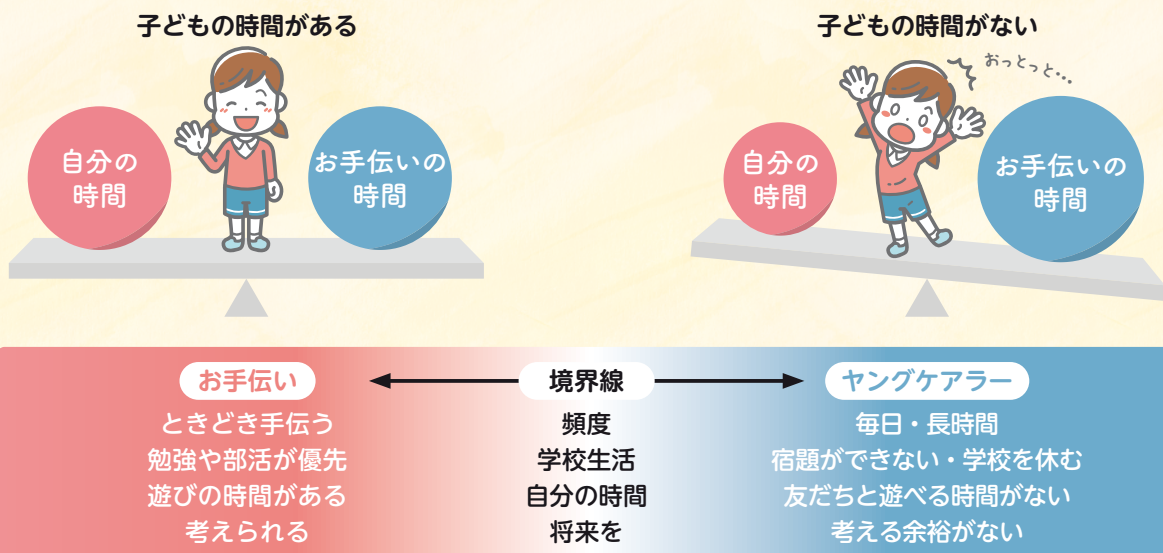 子どもの時間がある
自分の
時間
お手伝いの
時間
子どもの時間がない
おっとっと…
自分の
時間
お手伝いの
時間
お手伝い
境界線
ヤングケアラー
ときどき手伝う
頻度
毎日・長時間
勉強や部活が優先
学校生活
宿題ができない・学校を休む
遊びの時間がある
自分の時間
友だちと遊べる時間がない
考えられる
将来を
考える余裕がない